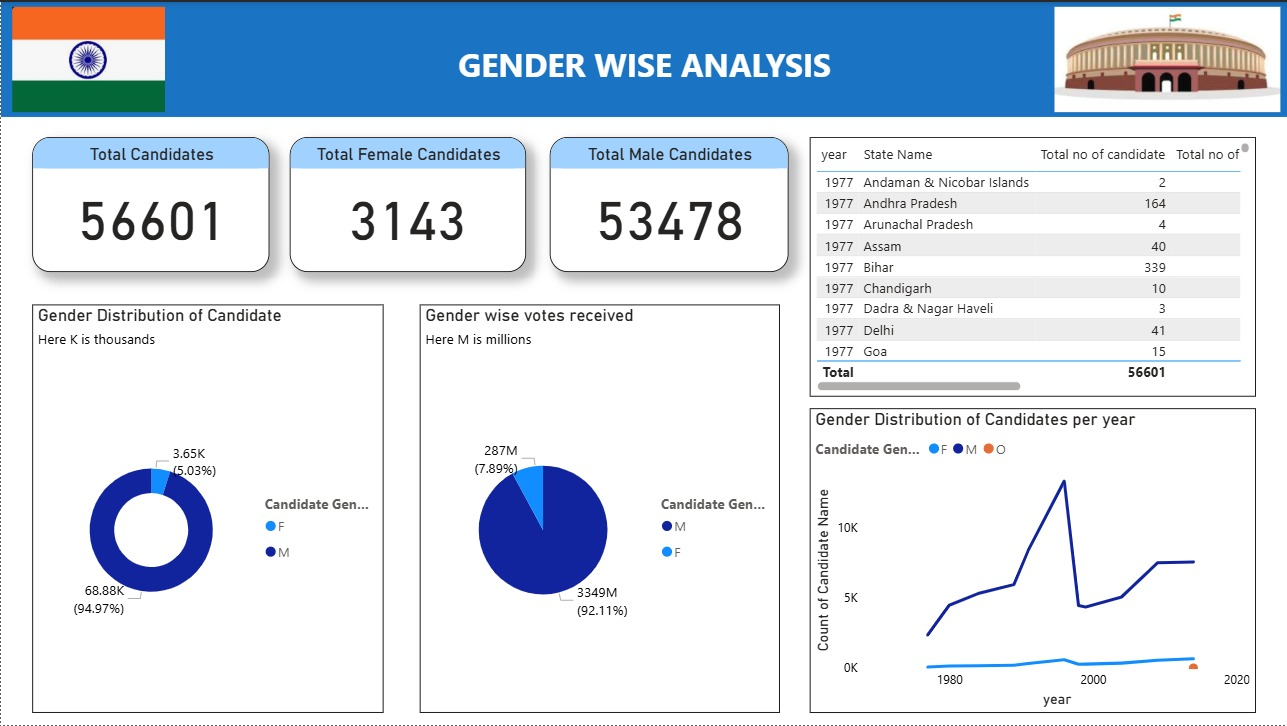 GENDER WISE ANALYSIS
Total Candidates
56601
Total Female Candidates
3143
Total Male Candidates
53478
year State Name Total no of candidate Total no of
1977 Andaman & Nicobar Islands 2
1977 Andhra Pradesh 164
1977 Arunachal Pradesh 4
1977 Assam 40
1977 Bihar 339
1977 Chandigarh 10
1977 Dadra & Nagar Haveli 3
1977 Delhi 41
1977 Goa 15
Total 56601
Gender Distribution of Candidate
Here K is thousands
3.65K
(5.03%)
68.88K
(94.97%)
Candidate Gen...
F
M
Gender wise votes received
Here M is millions
287M
(7.89%)
3349M
(92.11%)
Candidate Gen...
M
F
Gender Distribution of Candidates per year
Candidate Gen... F M O
Count of Candidate Name
10K
5K
0K
1980 2000 2020
year